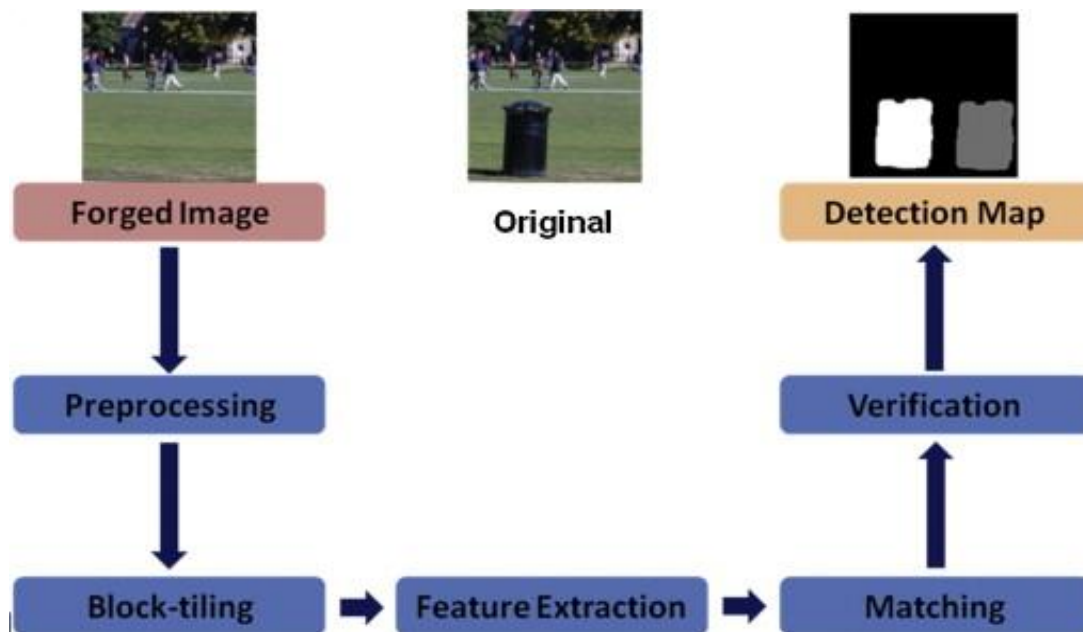 Forged Image
Original
Detection Map
Preprocessing
Verification
Block-tiling
Feature Extraction
Matching